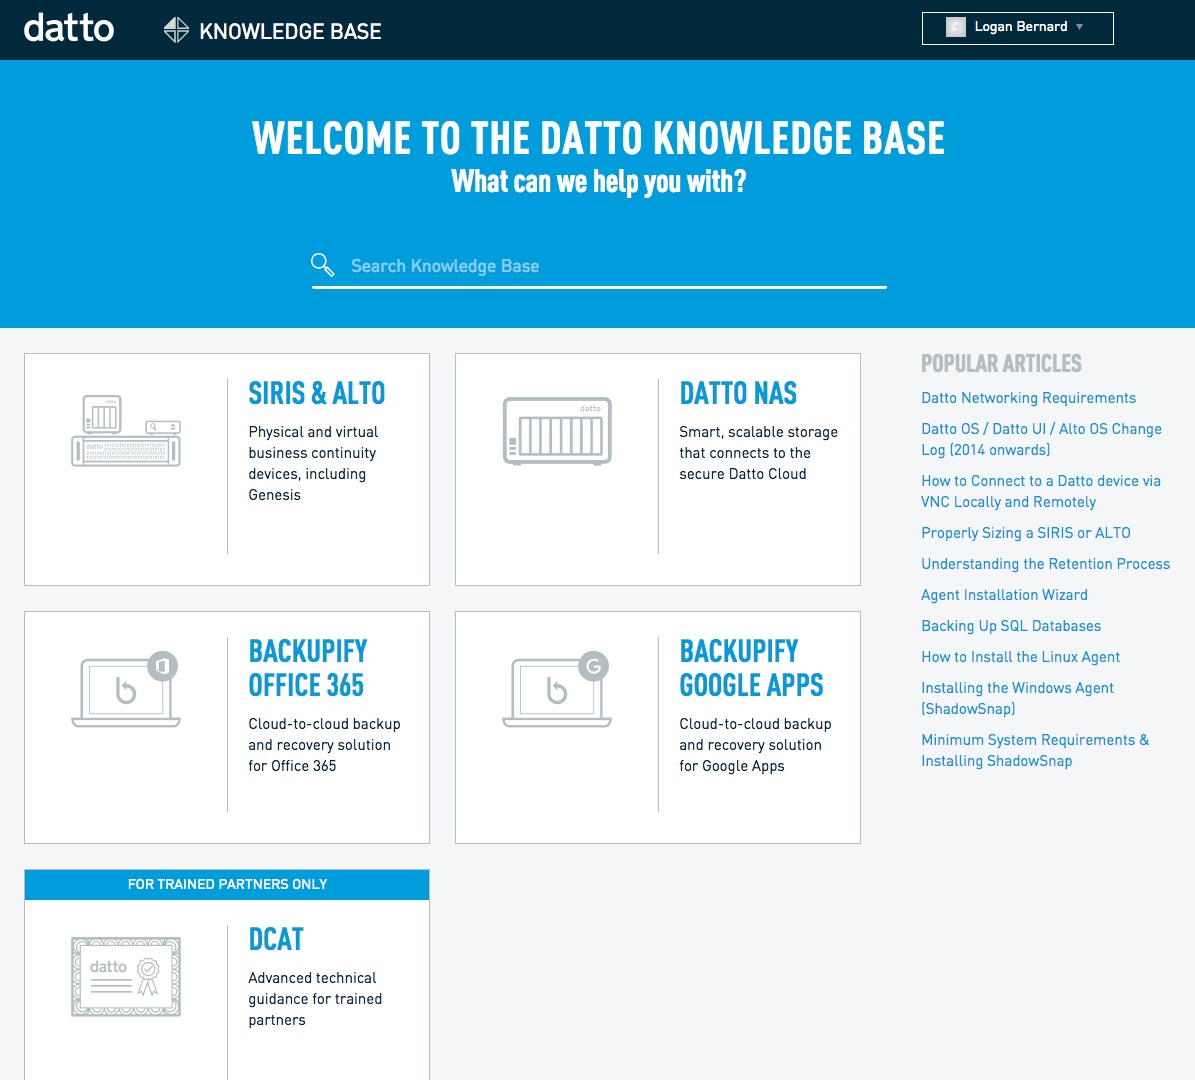 datto
KNOWLEDGE BASE
Logan Bernard
WELCOME TO THE DATTO KNOWLEDGE BASE
What can we help you with?
Search Knowledge Base
datto
datto
SIRIS & ALTO
Physical and virtual
business continuity
devices, including
Genesis
datto
DATTO NAS
Smart, scalable storage
that connects to the
secure Datto Cloud
BACKUPIFY
OFFICE 365
Cloud-to-cloud backup
and recovery solution
for Office 365
G
BACKUPIFY
GOOGLE APPS
Cloud-to-cloud backup
and recovery solution
for Google Apps
FOR TRAINED PARTNERS ONLY
datto
DCAT
Advanced technical
guidance for trained
partners
POPULAR ARTICLES
Datto Networking Requirements
Datto OS / Datto UI / Alto OS Change
Log (2014 onwards)
How to Connect to a Datto device via
VNC Locally and Remotely
Properly Sizing a SIRIS or ALTO
Understanding the Retention Process
Agent Installation Wizard
Backing Up SQL Databases
How to Install the Linux Agent
Installing the Windows Agent
(ShadowSnap)
Minimum System Requirements &
Installing ShadowSnap